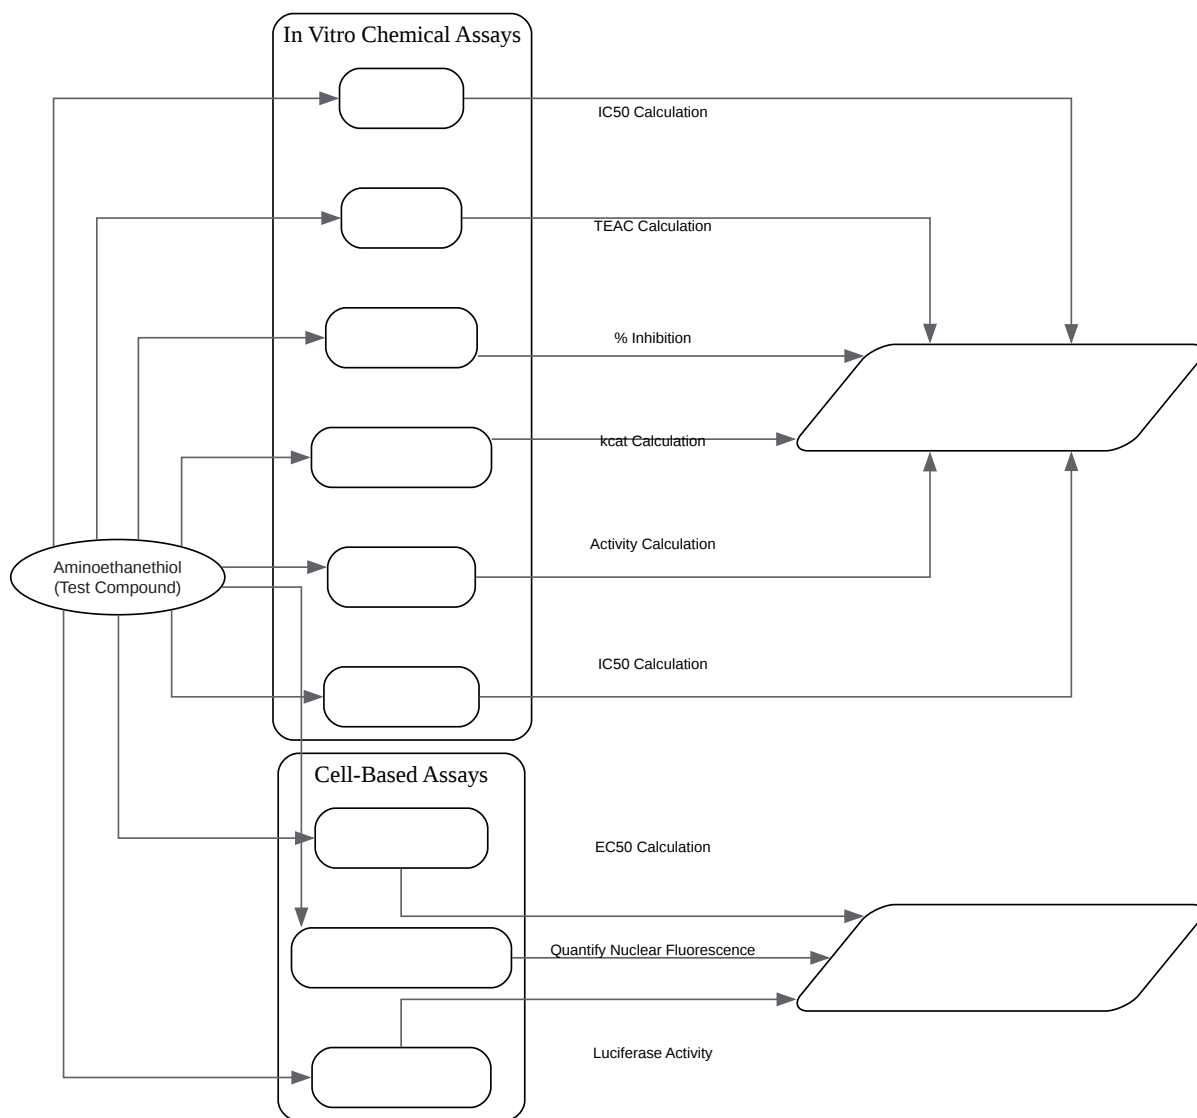 In Vitro Chemical Assays
IC50 Calculation
TEAC Calculation
% Inhibition
kcat Calculation
Activity Calculation
Aminoethanethiol
(Test Compound)
IC50 Calculation
Cell-Based Assays
EC50 Calculation
Quantify Nuclear Fluorescence
Luciferase Activity